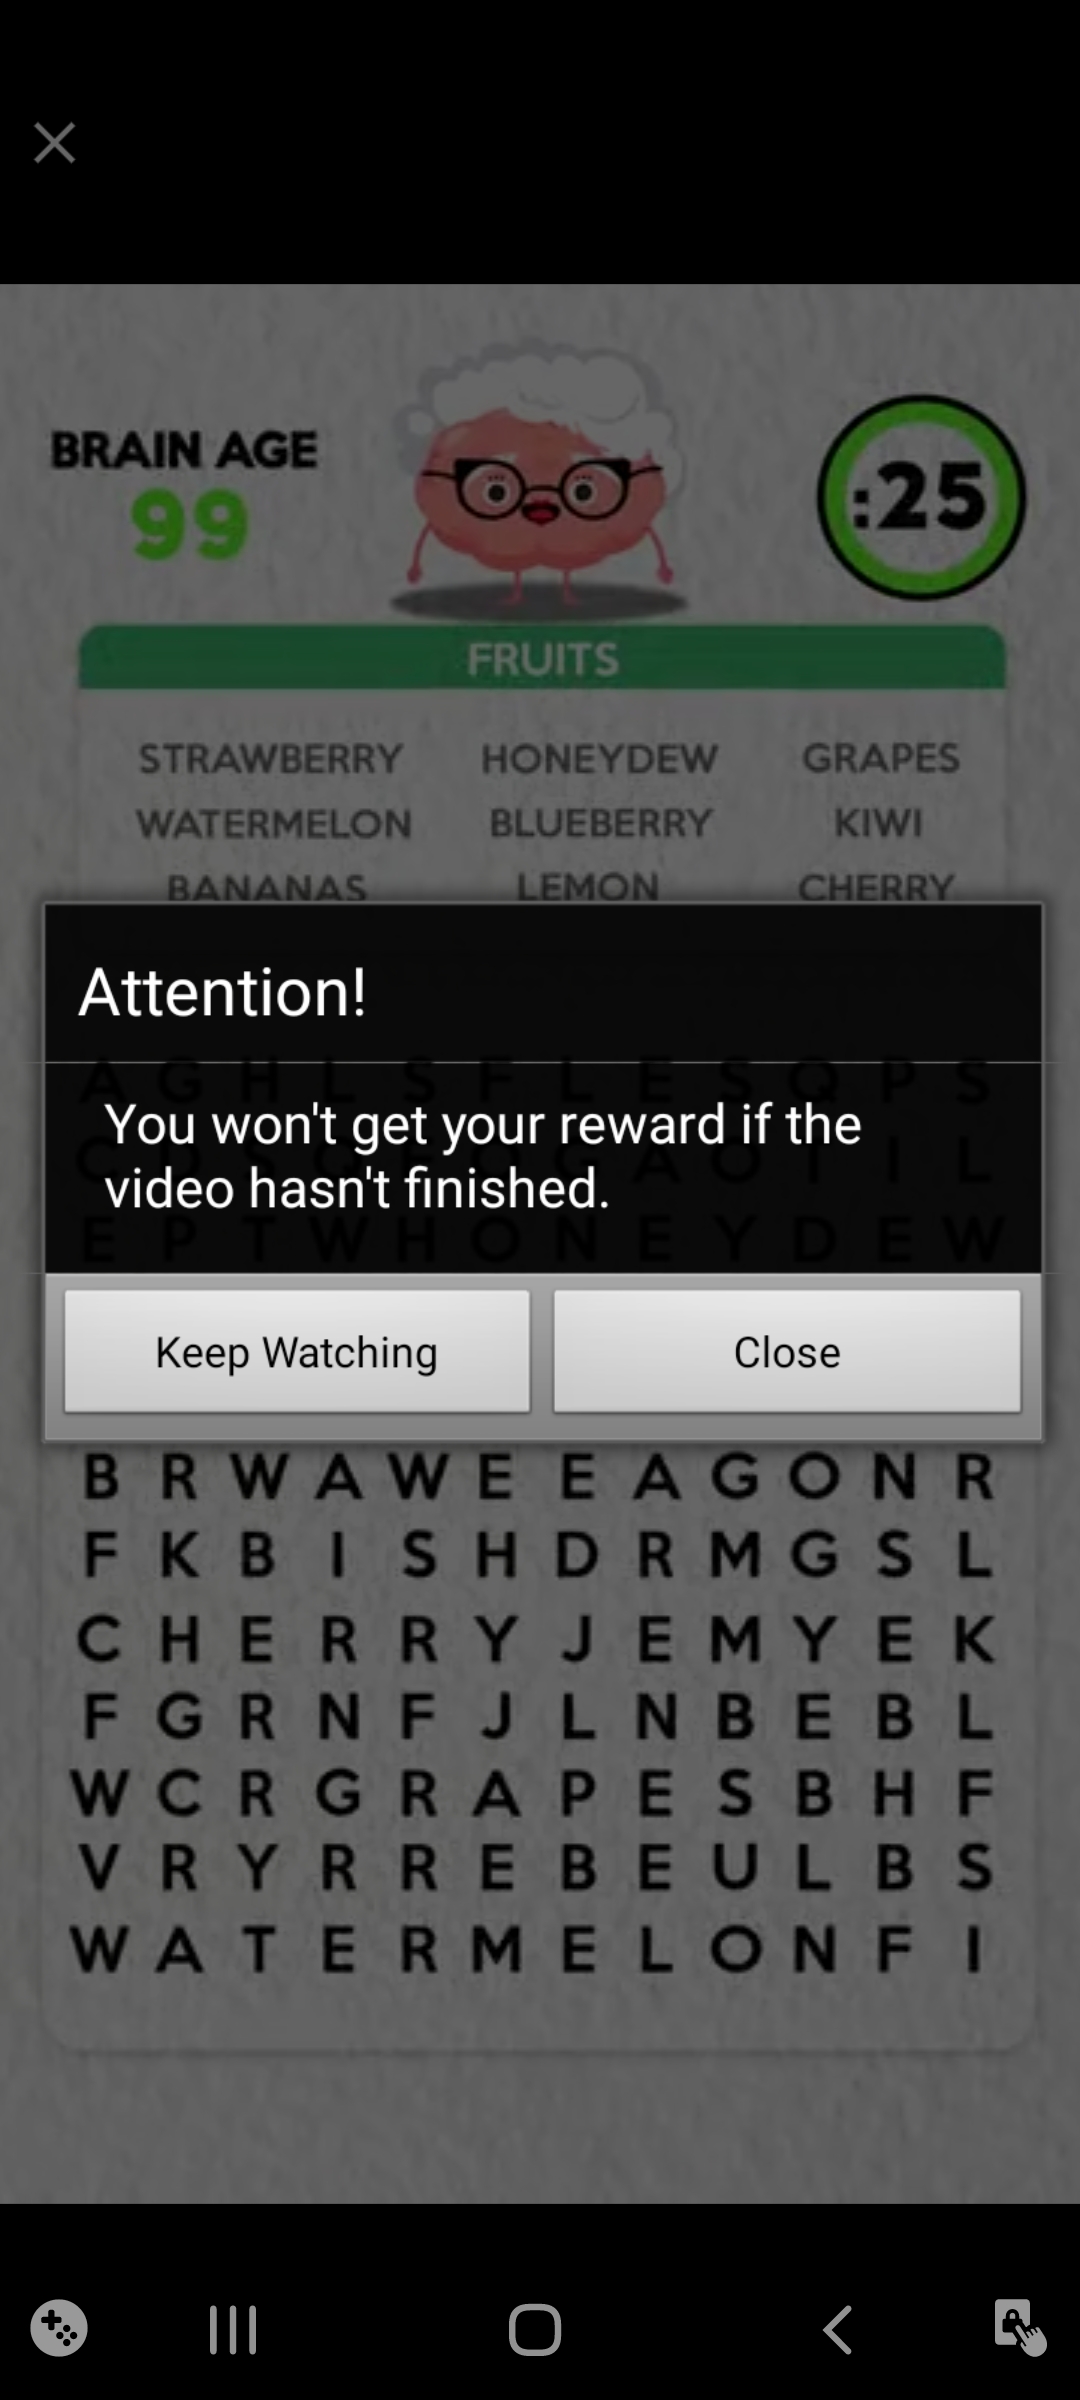 BRAIN AGE
99
:25
FRUITS
STRAWBERRY HONEYDEW GRAPES
WATERMELON BLUEBERRY KIWI
BANANAS LEMON CHERRY
Attention!
A G H L S F L E S Q P S
You won't get your reward if the
video hasn't finished.
E P T W H O N E Y D E W
Keep Watching Close
B R W A W E E A G O N R
F K B I S H D R M G S L
C H E R R Y J E M Y E K
F G R N F J L N B E B L
W C R G R A P E S B H F
V R Y R R E B E U L B S
W A T E R M E L O N F I